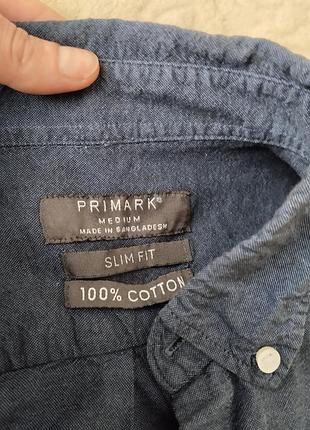 PRIMARK®
MEDIUM
MADE IN BANGLADESH
SLIM FIT
100% COTTON